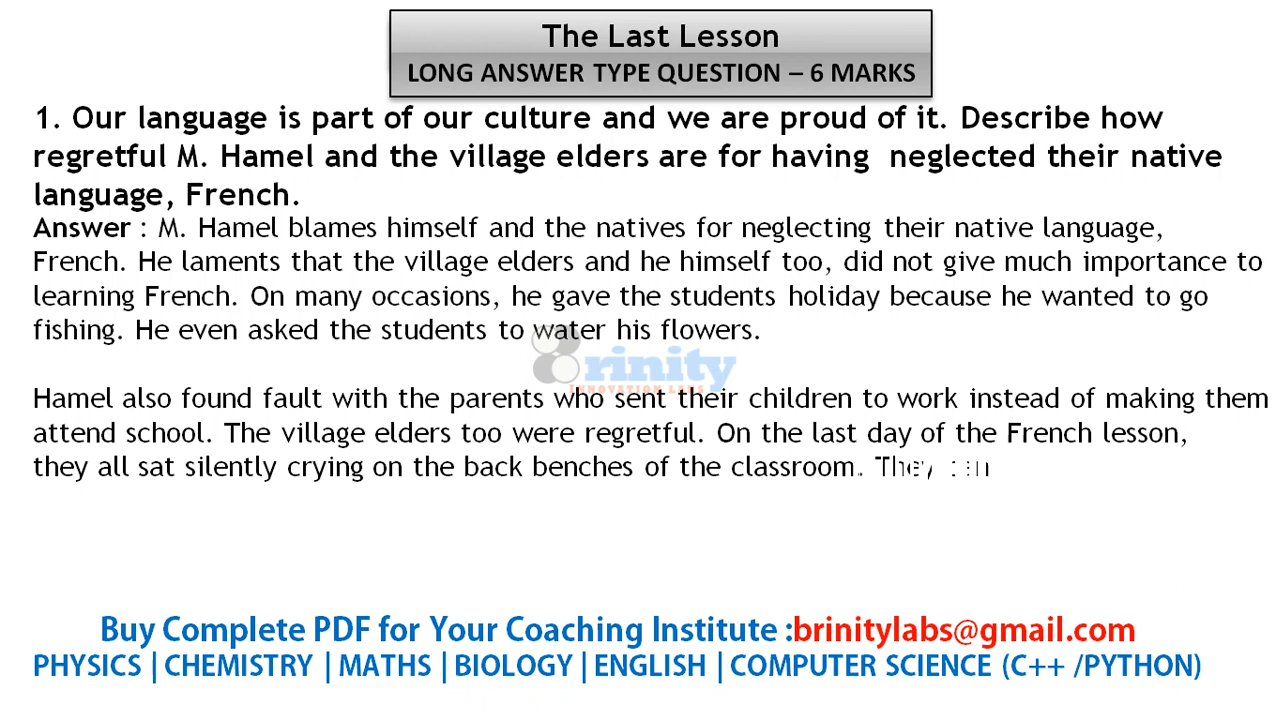 The Last Lesson
LONG ANSWER TYPE QUESTION – 6 MARKS
1. Our language is part of our culture and we are proud of it. Describe how
regretful M. Hamel and the village elders are for having neglected their native
language, French.
Answer : M. Hamel blames himself and the natives for neglecting their native language,
French. He laments that the village elders and he himself too, did not give much importance to
learning French. On many occasions, he gave the students holiday because he wanted to go
fishing. He even asked the students to water his flowers.
Hamel also found fault with the parents who sent their children to work instead of making them
attend school. The village elders too were regretful. On the last day of the French lesson,
they all sat silently crying on the back benches of the classroom. They
rinity
INNOVATION LABS
Buy Complete PDF for Your Coaching Institute :brinitylabs@gmail.com
PHYSICS | CHEMISTRY | MATHS | BIOLOGY | ENGLISH | COMPUTER SCIENCE (C++ /PYTHON)